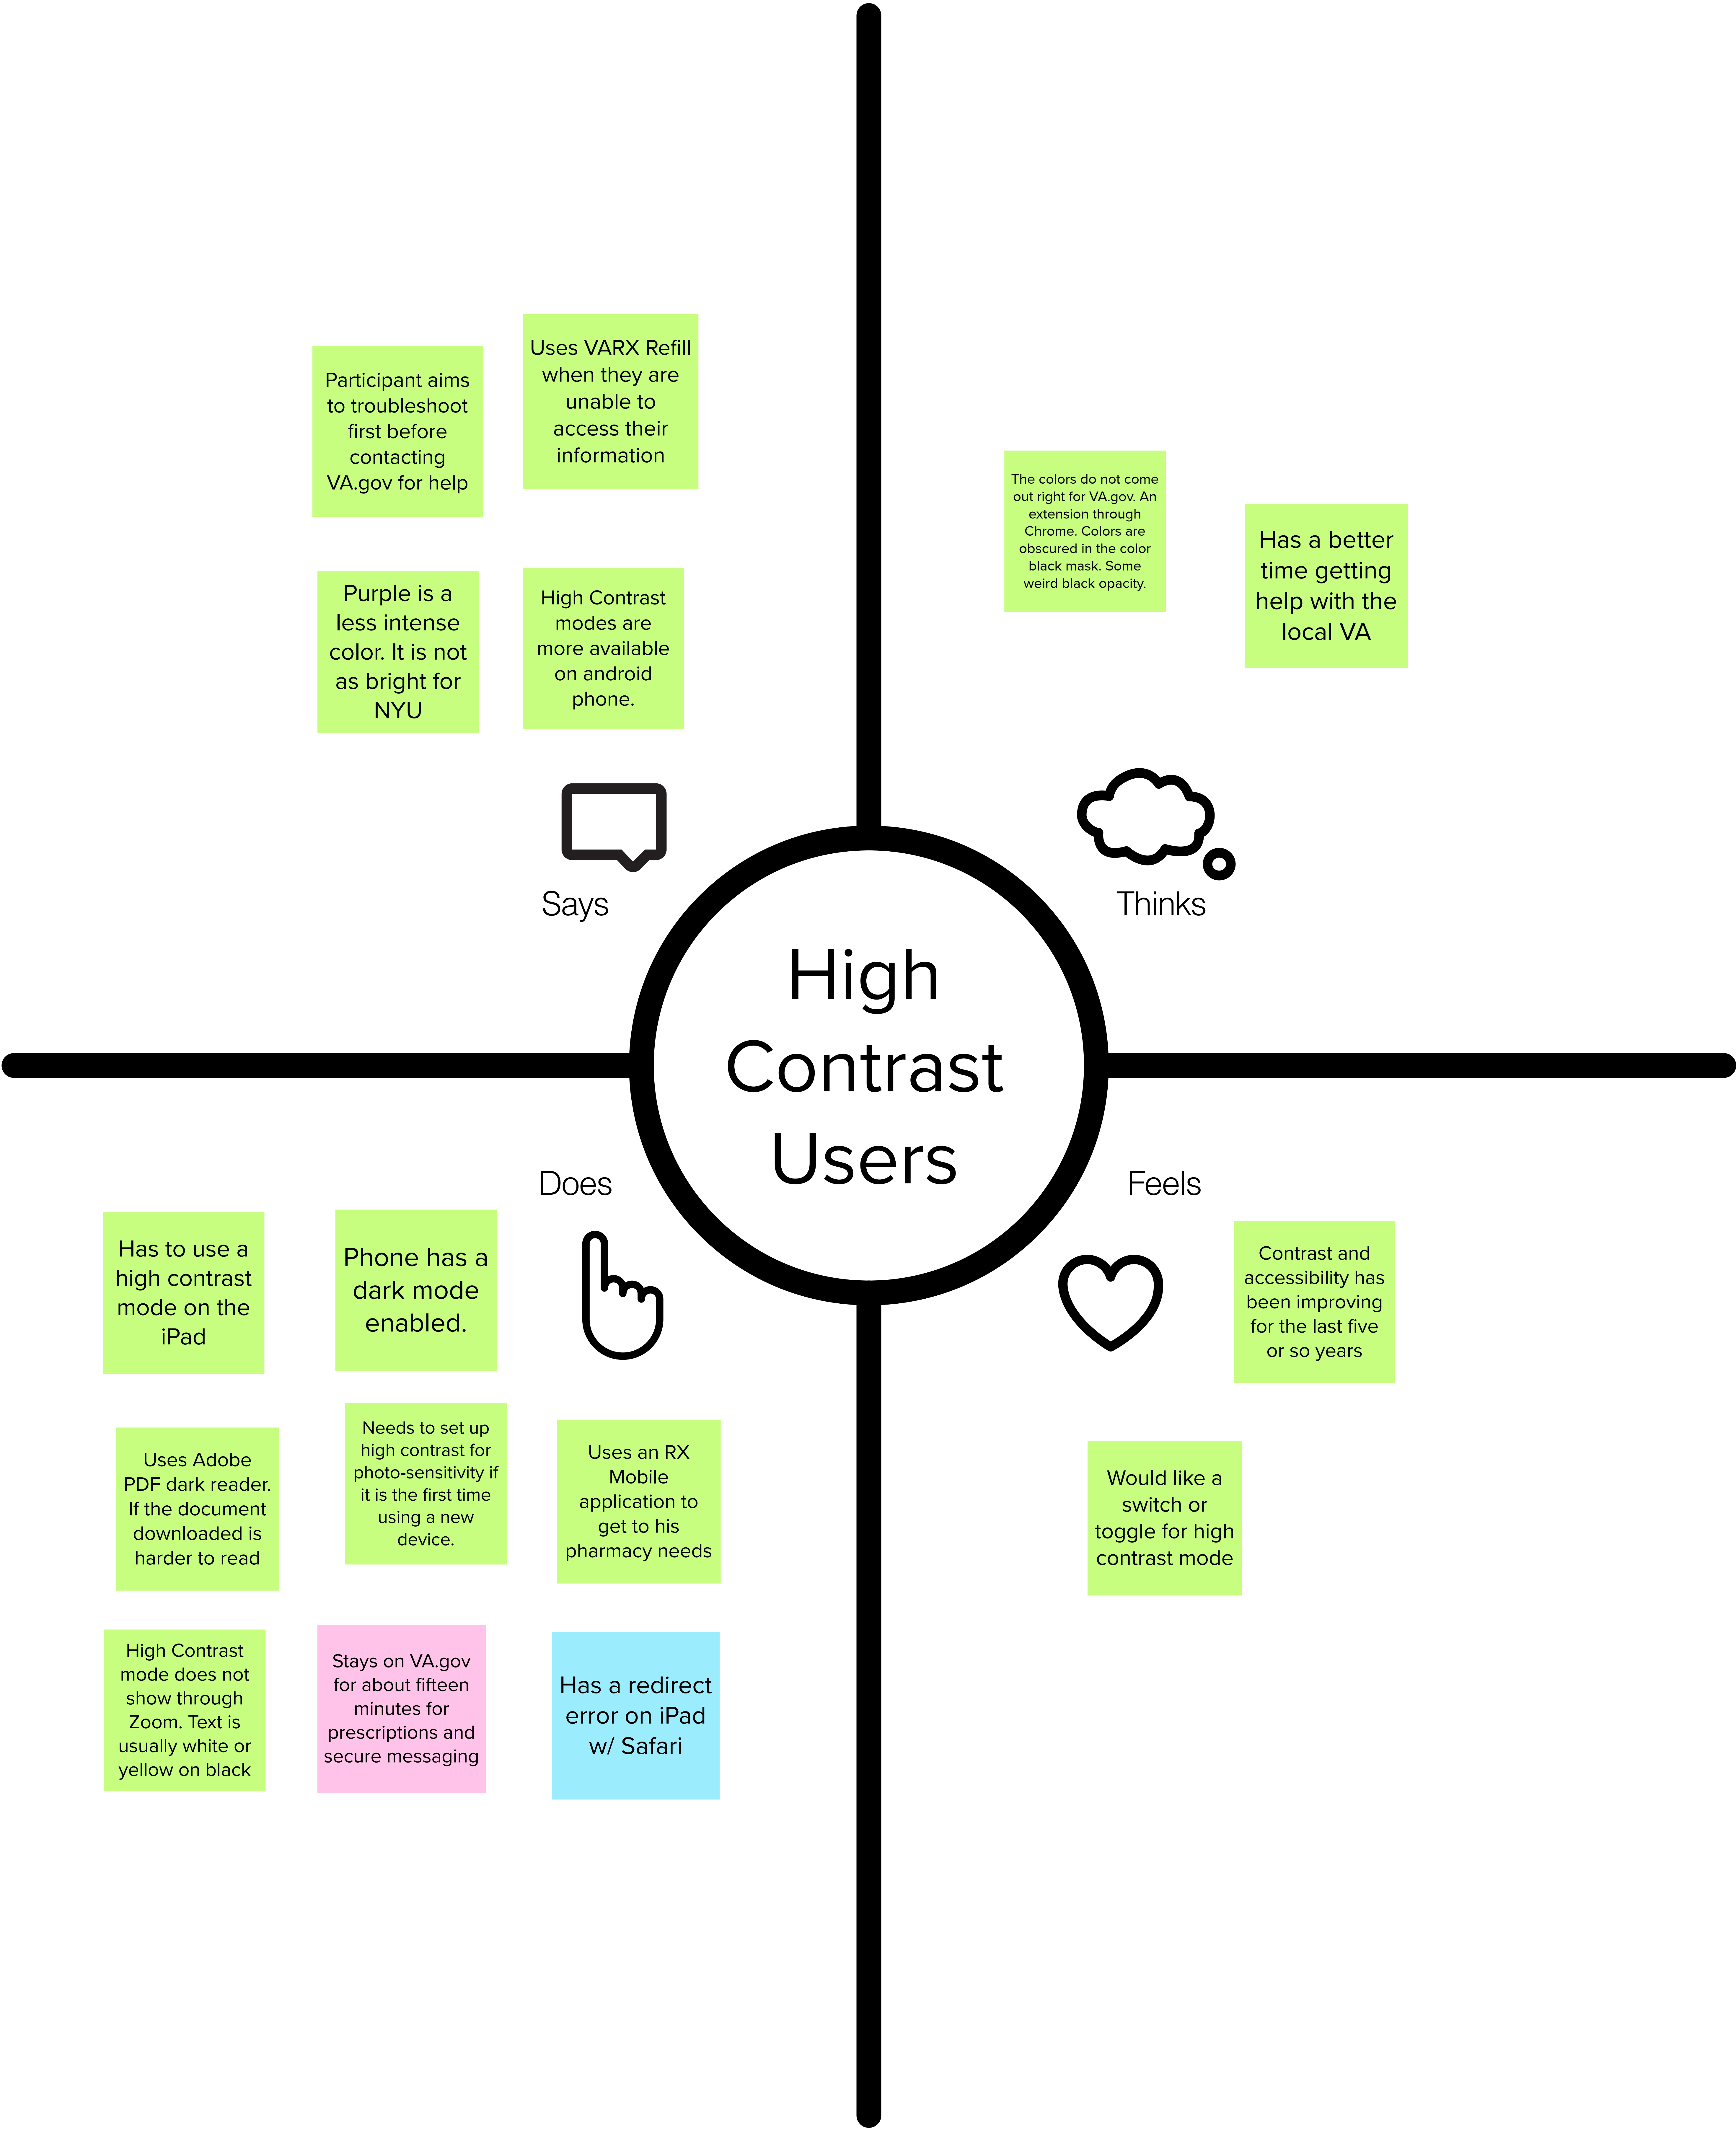 Participant aims
to troubleshoot
first before
contacting
VA.gov for help
Uses VARX Refill
when they are
unable to
access their
information
Purple is a
less intense
color. It is not
as bright for
NYU
High Contrast
modes are
more available
on android
phone.
Says
The colors do not come
out right for VA.gov. An
extension through
Chrome. Colors are
obscured in the color
black mask. Some
weird black opacity.
Has a better
time getting
help with the
local VA
Thinks
High
Contrast
Users
Does
Has to use a
high contrast
mode on the
iPad
Phone has a
dark mode
enabled.
Uses Adobe
PDF dark reader.
If the document
downloaded is
harder to read
Needs to set up
high contrast for
photo-sensitivity if
it is the first time
using a new
device.
Uses an RX
Mobile
application to
get to his
pharmacy needs
High Contrast
mode does not
show through
Zoom. Text is
usually white or
yellow on black
Stays on VA.gov
for about fifteen
minutes for
prescriptions and
secure messaging
Has a redirect
error on iPad
w/ Safari
Feels
Contrast and
accessibility has
been improving
for the last five
or so years
Would like a
switch or
toggle for high
contrast mode